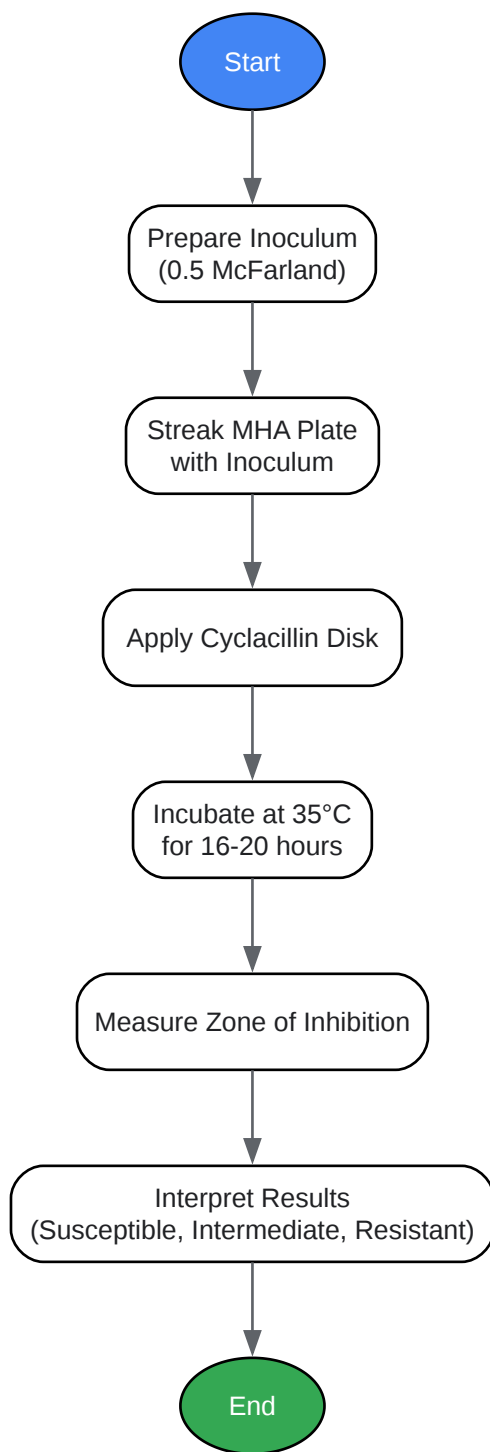 Start
Prepare Inoculum
(0.5 McFarland)
Streak MHA Plate
with Inoculum
Apply Cyclacillin Disk
Incubate at 35°C
for 16-20 hours
Measure Zone of Inhibition
Interpret Results
(Susceptible, Intermediate, Resistant)
End